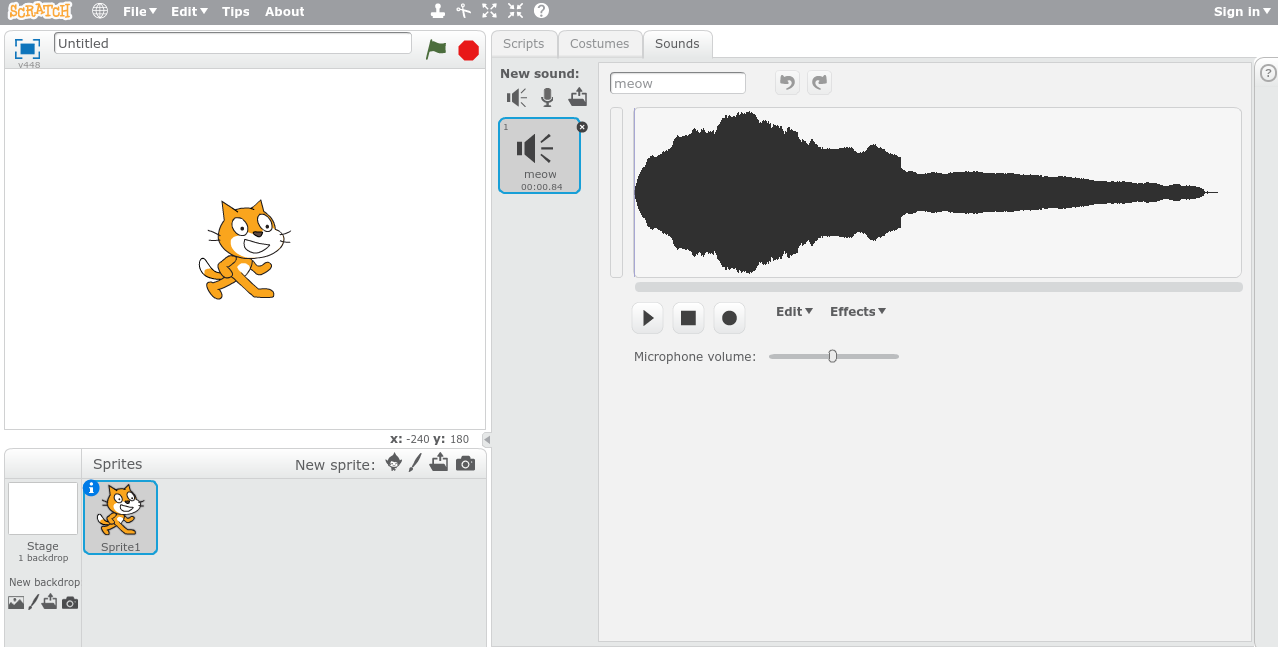 SCRATCH File Edit Tips About Sign in
Untitled
v448
Scripts Costumes Sounds
New sound:
1
meow
00:00.84
meow
Edit Effects
Microphone volume:
x: -240 y: 180
Sprites New sprite:
Stage
1 backdrop
New backdrop
Sprite1